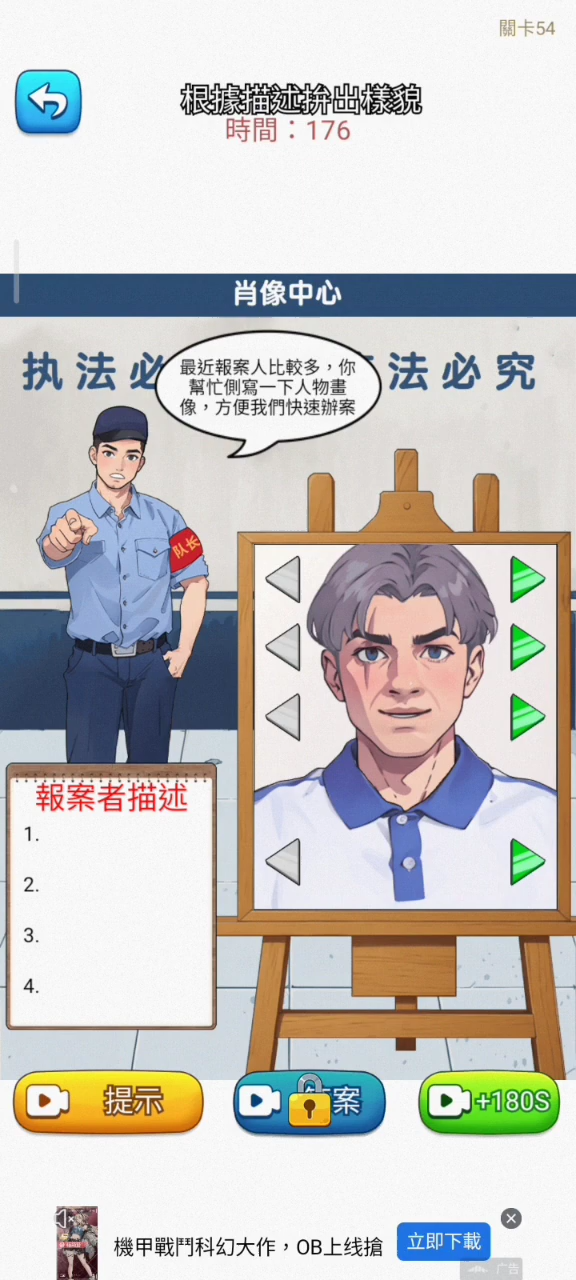 關卡54
根據描述拚出樣貌
時間：176
肖像中心
执法必
法必究
最近報案人比較多，你
幫忙側寫一下人物畫
像，方便我們快速辦案
队长
報案者描述
1.
2.
3.
4.
提示
案
+180S
機甲戰鬥科幻大作，OB上线搶
立即下載
广告